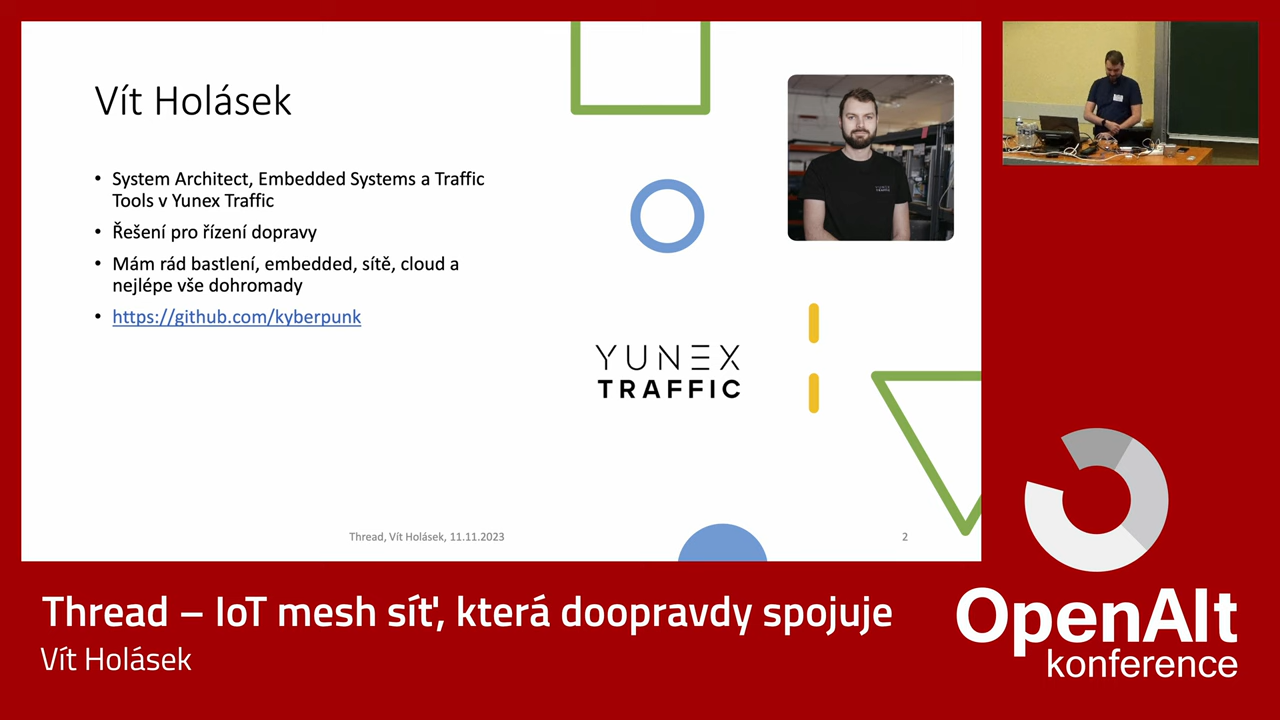 Vít Holásek
• System Architect, Embedded Systems a Traffic
Tools v Yunex Traffic
• Řešení pro řízení dopravy
• Mám rád bastlení, embedded, sítě, cloud a
nejlépe vše dohromady
• https://github.com/kyberpunk
YUNEX
TRAFFIC
Thread, Vít Holásek, 11.11.2023
2
Thread – IoT mesh síť, která doopravdy spojuje
Vít Holásek
OpenAlt
konference